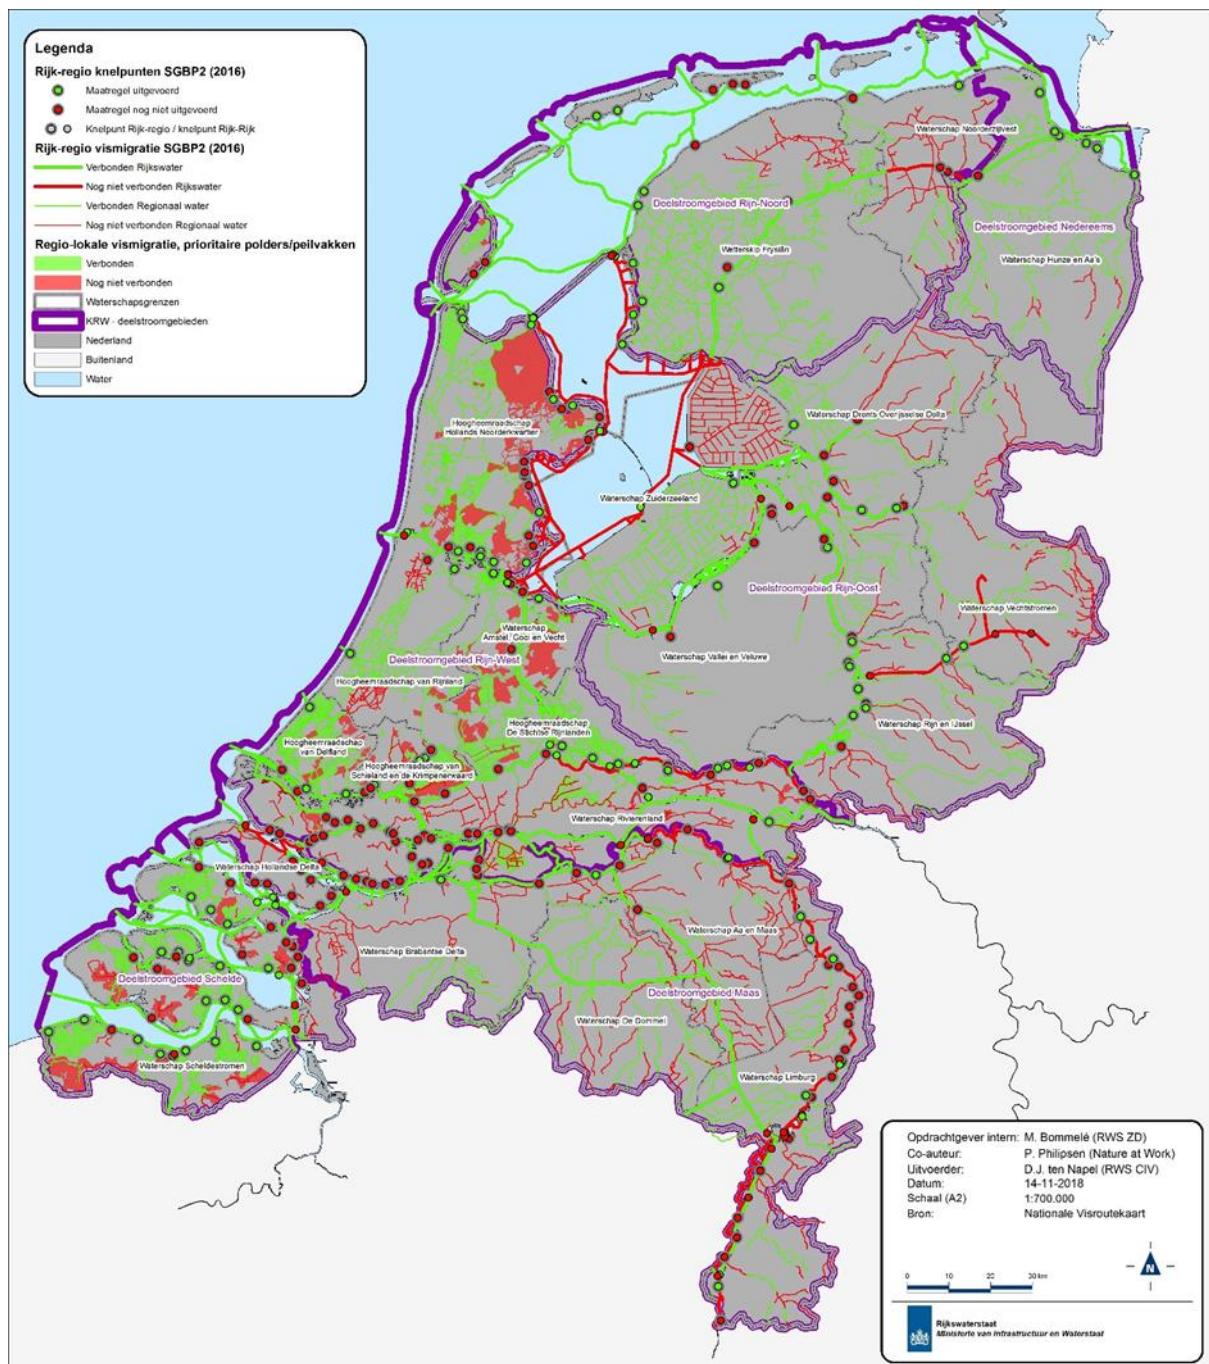 Legenda
Rijk-regio knelpunten SGBP2 (2016)
Maatregel uitgevoerd
Maatregel nog niet uitgevoerd
Knelpunt Rijk-regio / knelpunt Rijk-Rijk
Rijk-regio vismigratie SGBP2 (2016)
Verbonden Rijkswater
Nog niet verbonden Rijkswater
Verbonden Regionaal water
Nog niet verbonden Regionaal water
Regio-lokale vismigratie, prioritaire polders/peilvakken
Verbonden
Nog niet verbonden
Waterschapsgrenzen
KRW - deelstroomgebieden
Nederland
Buitenland
Water
Waterschap Noorderzijlvest
Deelstroomgebied Rijn-Noord
Deelstroomgebied Nedereems
Wetterskip Fryslân
Waterschap Hunze en Aa's
Hoogheemraadschap
Hollands Noorderkwartier
Waterschap Drents Overijsselse Delta
Waterschap Zuiderzeeland
Deelstroomgebied Rijn-Oost
Waterschap Vechtstromen
Waterschap
Amstel, Gooi en Vecht
Deelstroomgebied Rijn-West
Waterschap Vallei en Veluwe
Hoogheemraadschap van Rijnland
Waterschap Rijn en IJssel
Hoogheemraadschap
De Stichtse Rijnlanden
Hoogheemraadschap
van Delfland
Hoogheemraadschap van
Schieland en de Krimpenerwaard
Waterschap Rivierenland
Waterschap Hollandse Delta
Waterschap Aa en Maas
Waterschap Brabantse Delta
Deelstroomgebied Schelde
Deelstroomgebied Maas
Waterschap De Dommel
Waterschap Scheldestromen
Waterschap Limburg
Opdrachtgever intern: M. Bommelé (RWS ZD)
Co-auteur: P. Philipsen (Nature at Work)
Uitvoerder: D.J. ten Napel (RWS CIV)
Datum: 14-11-2018
Schaal (A2) 1:700.000
Bron: Nationale Visroutekaart
0 10 20 30 km
N
Rijkswaterstaat
Ministerie van Infrastructuur en Waterstaat